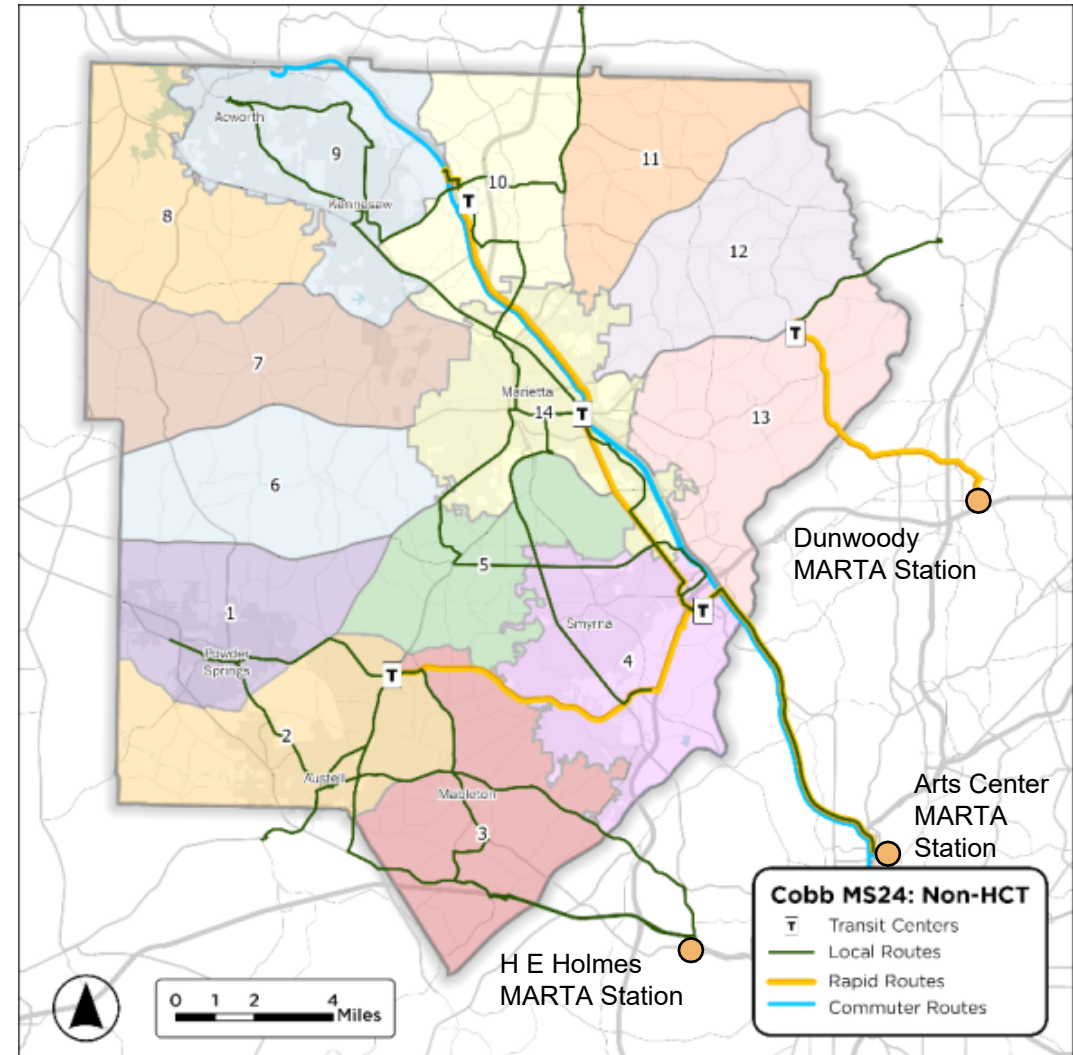 Acworth
9
11
10
T
Kennesaw
8
12
T
7
Marietta
14
T
13
6
Dunwoody
MARTA Station
5
1
T
Smyrna
Powder
Springs
4
T
2
Austell
Mableton
Arts Center
MARTA
Station
3
Cobb MS24: Non-HCT
T Transit Centers
Local Routes
Rapid Routes
Commuter Routes
H E Holmes
MARTA Station
0 1 2 4
Miles